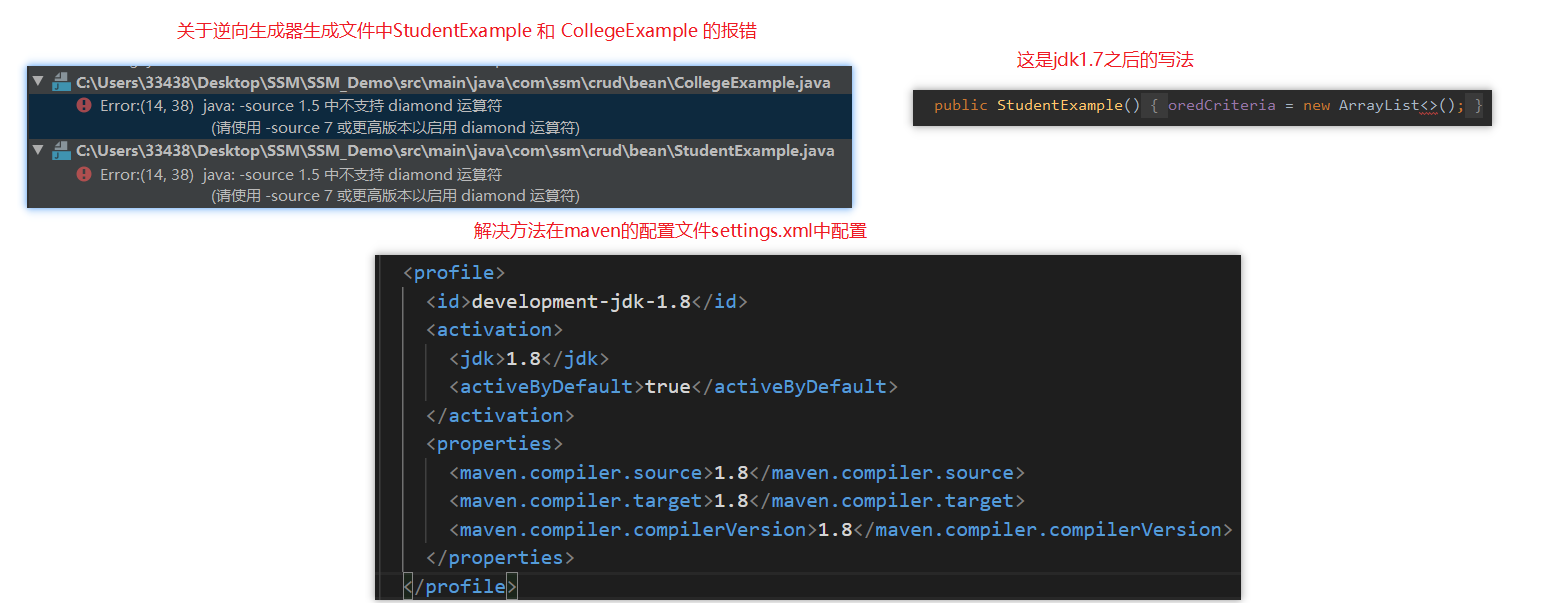 关于逆向生成器生成文件中StudentExample 和 CollegeExample 的报错
C:\Users\33438\Desktop\SSM\SSM_Demo\src\main\java\com\ssm\crud\bean\CollegeExample.java
Error:(14, 38) java: -source 1.5 中不支持 diamond 运算符
(请使用 -source 7 或更高版本以启用 diamond 运算符)
C:\Users\33438\Desktop\SSM\SSM_Demo\src\main\java\com\ssm\crud\bean\StudentExample.java
Error:(14, 38) java: -source 1.5 中不支持 diamond 运算符
(请使用 -source 7 或更高版本以启用 diamond 运算符)
这是jdk1.7之后的写法
public StudentExample() { oredCriteria = new ArrayList<>(); }
解决方法在maven的配置文件settings.xml中配置
<profile>
<id>development-jdk-1.8</id>
<activation>
<jdk>1.8</jdk>
<activeByDefault>true</activeByDefault>
</activation>
<properties>
<maven.compiler.source>1.8</maven.compiler.source>
<maven.compiler.target>1.8</maven.compiler.target>
<maven.compiler.compilerVersion>1.8</maven.compiler.compilerVersion>
</properties>
</profile>